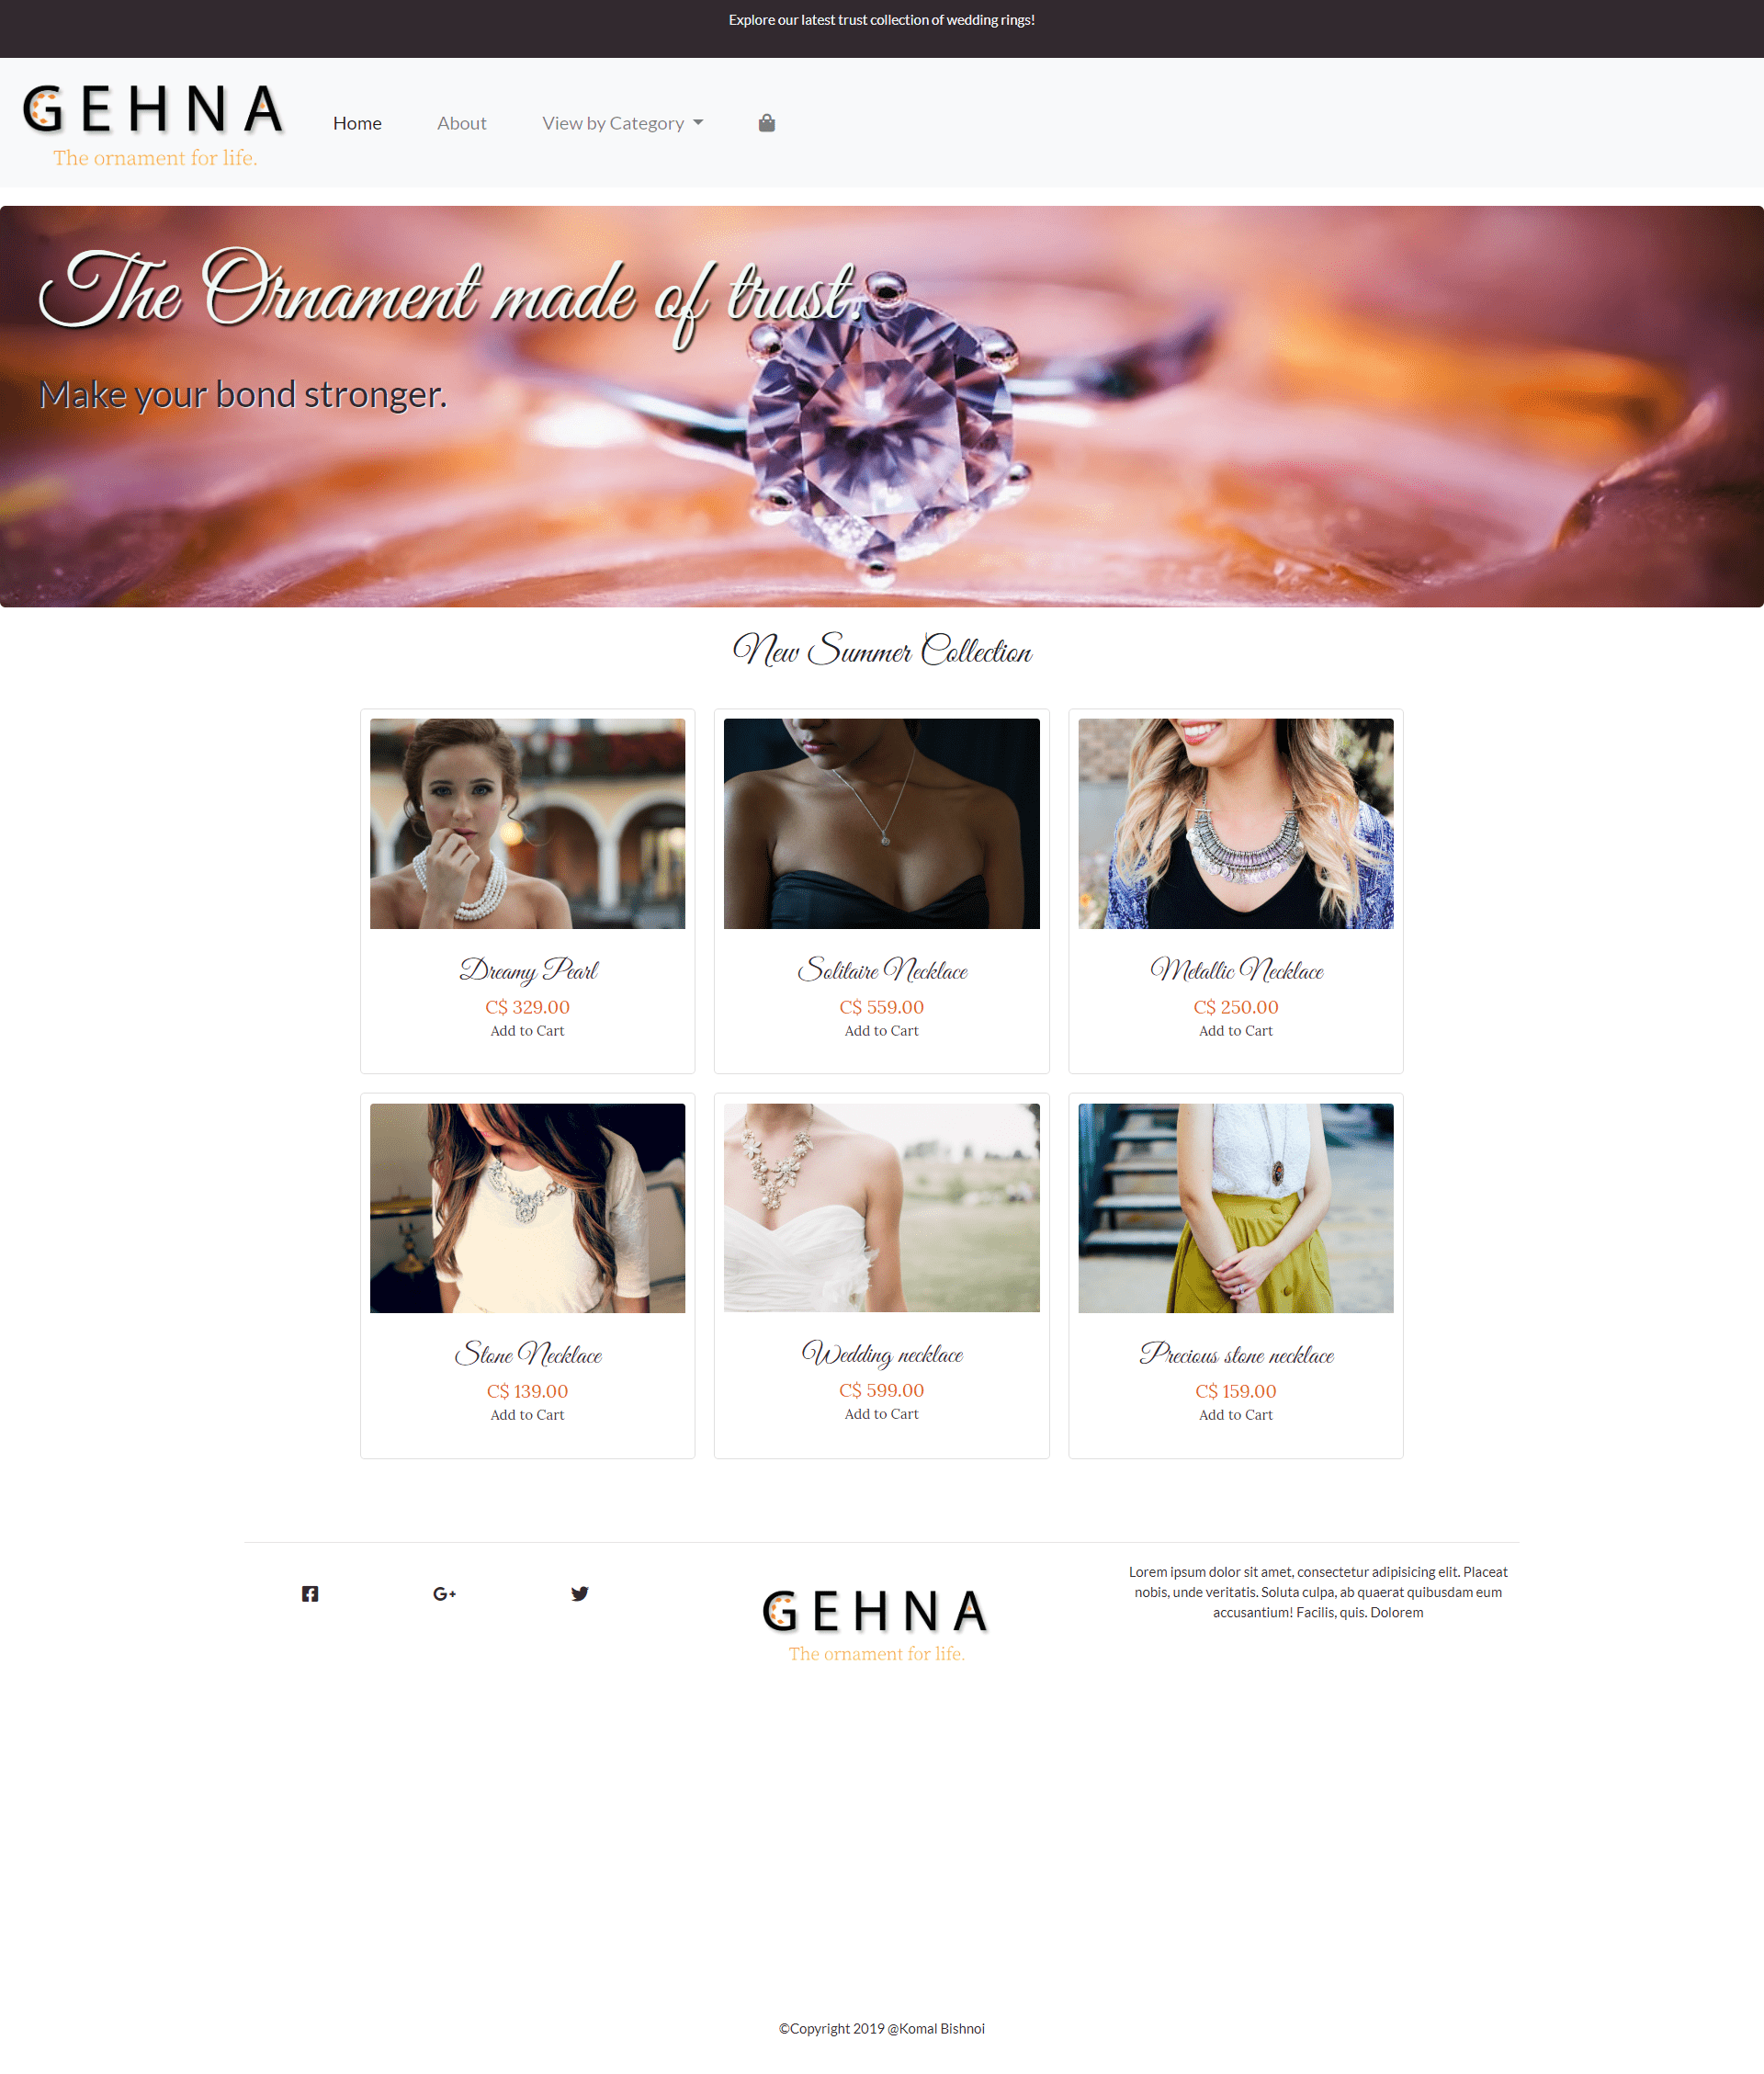 Explore our latest trust collection of wedding rings!
GEHNA
The ornament for life.
Home About View by Category
The Ornament made of trust.
Make your bond stronger.
New Summer Collection
Dreamy Pearl
C$ 329.00
Add to Cart
Solitaire Necklace
C$ 559.00
Add to Cart
Metallic Necklace
C$ 250.00
Add to Cart
Stone Necklace
C$ 139.00
Add to Cart
Wedding necklace
C$ 599.00
Add to Cart
Precious stone necklace
C$ 159.00
Add to Cart
G+
GEHNA
The ornament for life.
Lorem ipsum dolor sit amet, consectetur adipisicing elit. Placeat
nobis, unde veritatis. Soluta culpa, ab quaerat quibusdam eum
accusantium! Facilis, quis. Dolorem
©Copyright 2019 @Komal Bishnoi